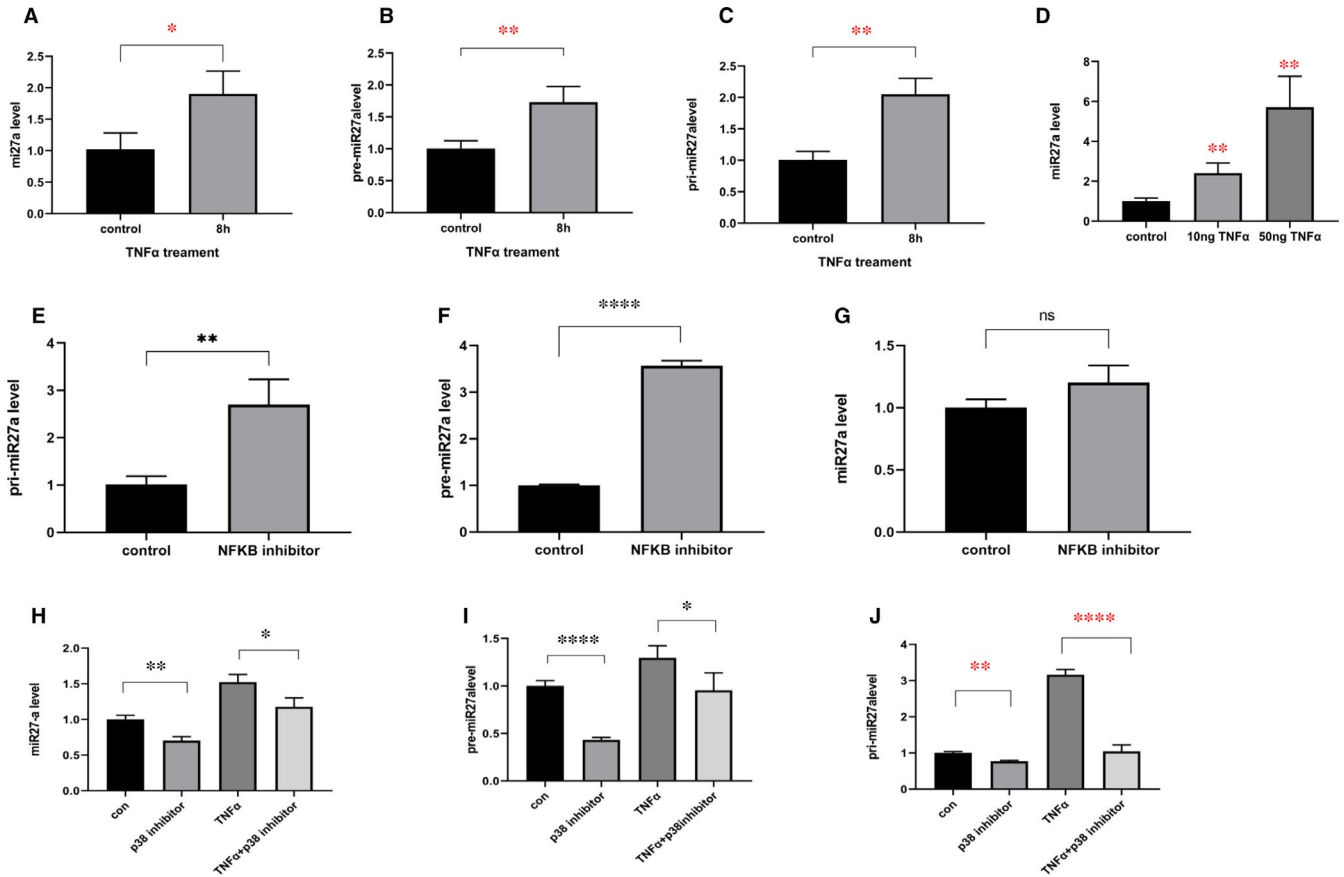 A
*
mi27a level
2.5
2.0
1.5
1.0
0.5
0.0
control
8h
TNFα treament
B
**
pre-miR27alevel
2.5
2.0
1.5
1.0
0.5
0.0
control
8h
TNFα treament
C
**
pri-miR27alevel
2.5
2.0
1.5
1.0
0.5
0.0
control
8h
TNFα treament
D
**
**
miR27a level
8
6
4
2
0
control
10ng TNFα
50ng TNFα
E
**
pri-miR27a level
4
3
2
1
0
control
NFKB inhibitor
F
****
pre-miR27a level
4
3
2
1
0
control
NFKB inhibitor
G
ns
miR27a level
1.5
1.0
0.5
0.0
control
NFKB inhibitor
H
**
*
miR27-a level
2.0
1.5
1.0
0.5
0.0
con
p38 inhibitor
TNFα
TNFα+p38 inhibitor
I
****
*
pre-miR27alevel
1.5
1.0
0.5
0.0
con
p38 inhibitor
TNFα
TNFα+p38inhibitor
J
**
****
pri-miR27alevel
4
3
2
1
0
con
p38 inhibitor
TNFα
TNFα+p38 inhibitor